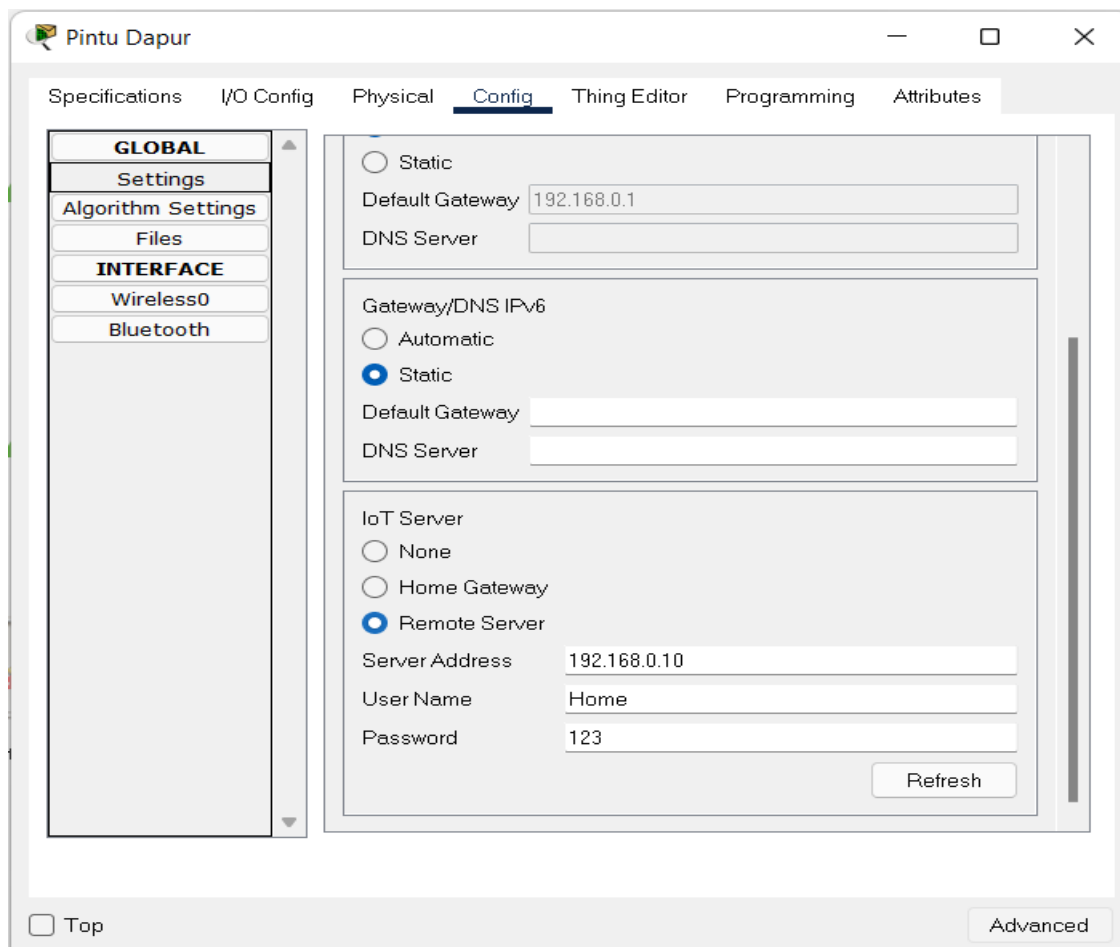 Pintu Dapur
Specifications I/O Config Physical Config Thing Editor Programming Attributes
GLOBAL
Settings
Algorithm Settings
Files
INTERFACE
Wireless0
Bluetooth
Static
Default Gateway 192.168.0.1
DNS Server
Gateway/DNS IPv6
Automatic
Static
Default Gateway
DNS Server
IoT Server
None
Home Gateway
Remote Server
Server Address 192.168.0.10
User Name Home
Password 123
Refresh
Top Advanced